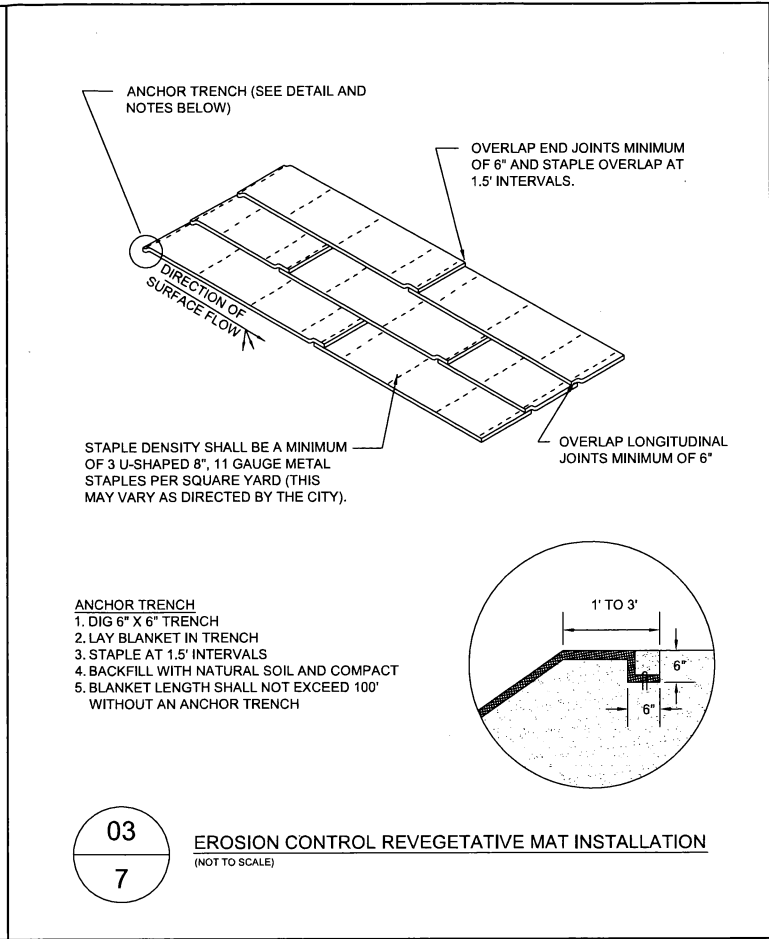 ANCHOR TRENCH (SEE DETAIL AND
NOTES BELOW)
OVERLAP END JOINTS MINIMUM
OF 6" AND STAPLE OVERLAP AT
1.5' INTERVALS.
DIRECTION OF
SURFACE FLOW
STAPLE DENSITY SHALL BE A MINIMUM
OF 3 U-SHAPED 8", 11 GAUGE METAL
STAPLES PER SQUARE YARD (THIS
MAY VARY AS DIRECTED BY THE CITY).
OVERLAP LONGITUDINAL
JOINTS MINIMUM OF 6"
ANCHOR TRENCH
1. DIG 6" X 6" TRENCH
2. LAY BLANKET IN TRENCH
3. STAPLE AT 1.5' INTERVALS
4. BACKFILL WITH NATURAL SOIL AND COMPACT
5. BLANKET LENGTH SHALL NOT EXCEED 100'
WITHOUT AN ANCHOR TRENCH
1' TO 3'
6"
6"
03
7
EROSION CONTROL REVEGETATIVE MAT INSTALLATION
(NOT TO SCALE)